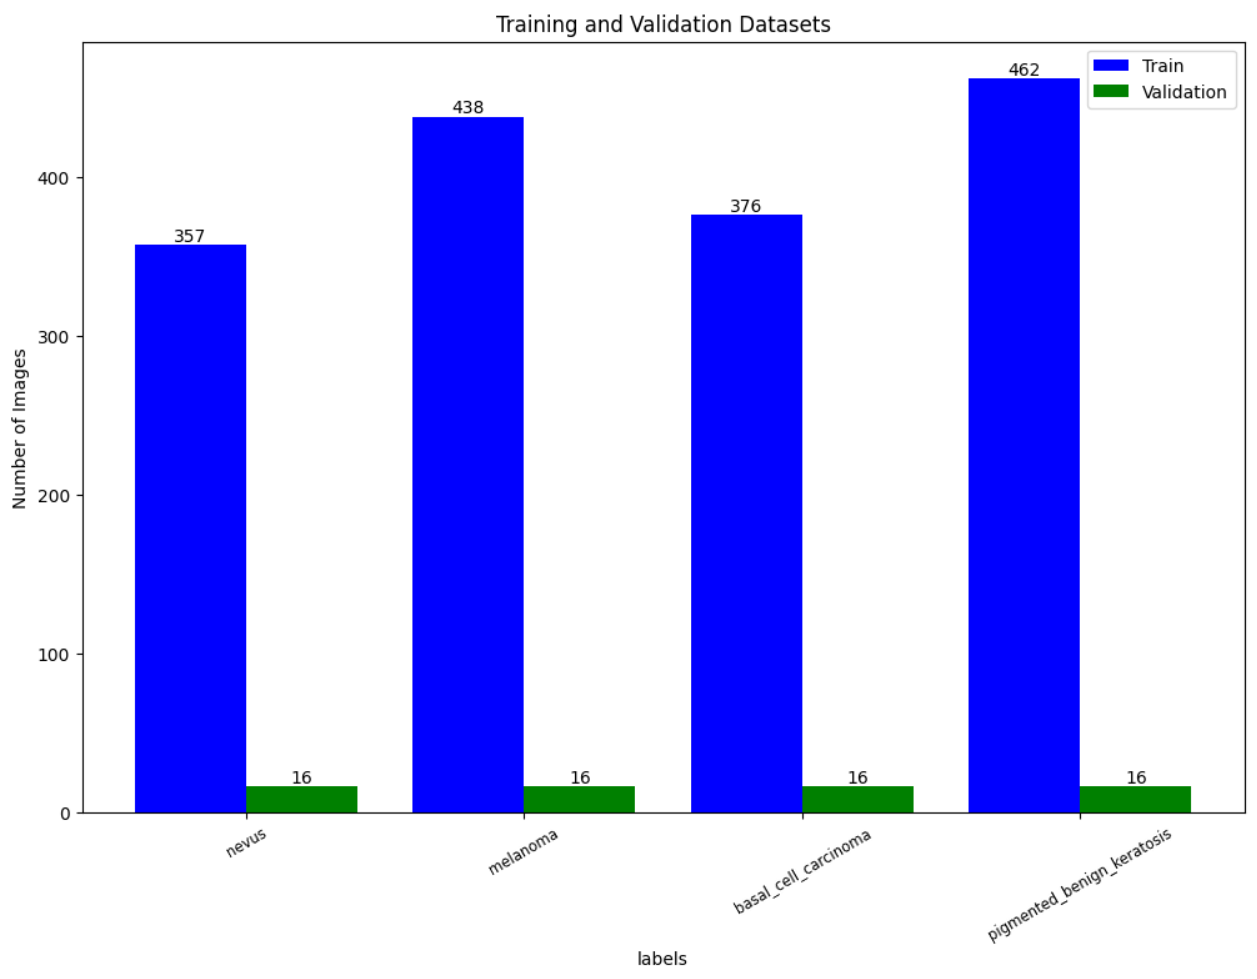 Training and Validation Datasets
Train
Validation
Number of Images
400
300
200
100
0
357
16
438
16
376
16
462
16
nevus
melanoma
basal_cell_carcinoma
pigmented_benign_keratosis
labels